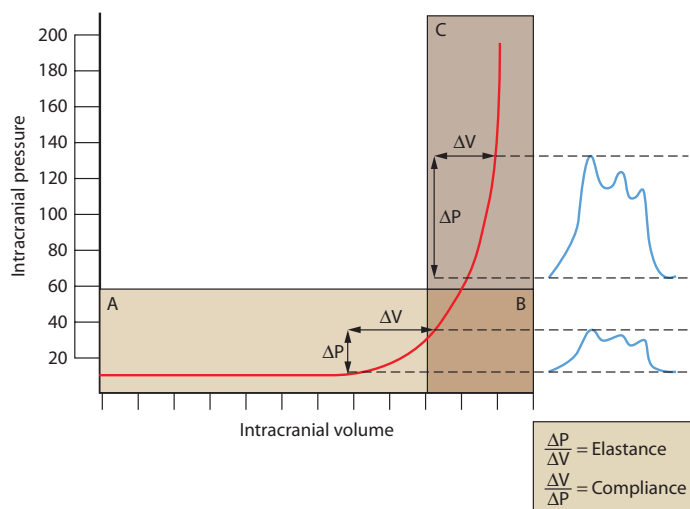 C
200
180
160
140
120
100
80
60
40
20
Intracranial pressure
ΔV
ΔP
A
B
ΔV
ΔP
Intracranial volume
ΔP/ΔV = Elastance
ΔV/ΔP = Compliance